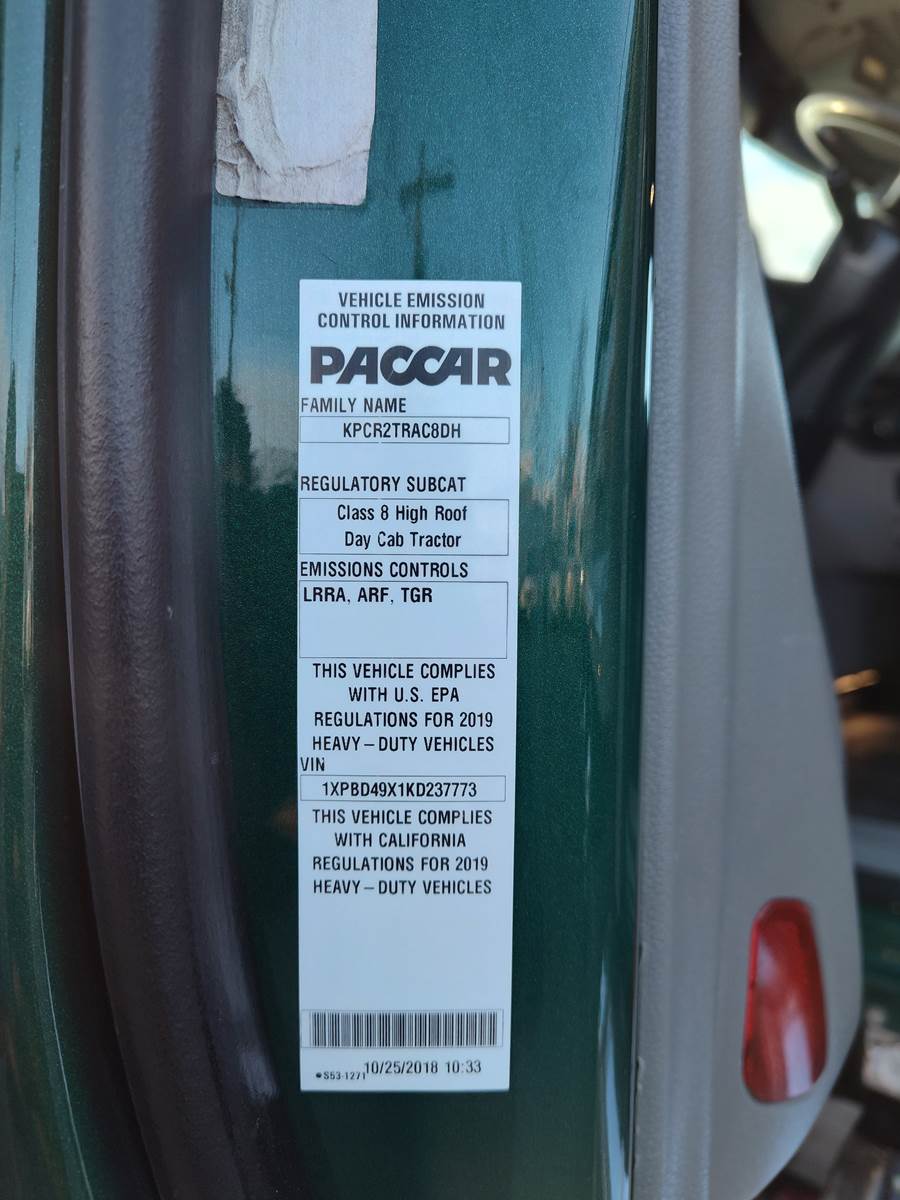 VEHICLE EMISSION
CONTROL INFORMATION
PACCAR
FAMILY NAME
KPCR2TRAC8DH
REGULATORY SUBCAT
Class 8 High Roof
Day Cab Tractor
EMISSIONS CONTROLS
LRRA, ARF, TGR
THIS VEHICLE COMPLIES
WITH U.S. EPA
REGULATIONS FOR 2019
HEAVY-DUTY VEHICLES
VIN
1XPBD49X1KD237773
THIS VEHICLE COMPLIES
WITH CALIFORNIA
REGULATIONS FOR 2019
HEAVY-DUTY VEHICLES
•S53-1271 10/25/2018 10:33